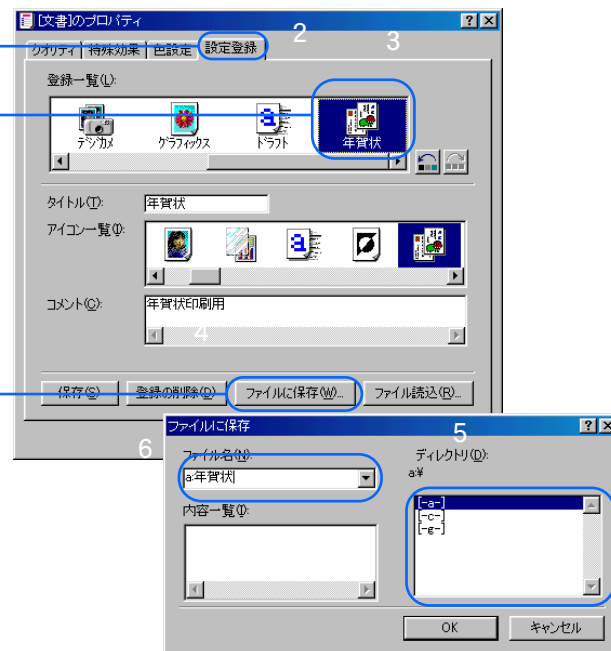 [文書]のプロパティ
2
3
クオリティ 特殊効果 色設定 設定登録
登録一覧(L):
デジカメ グラフィックス ドラフト 年賀状
タイトル(T): 年賀状
アイコン一覧(I):
コメント(C): 年賀状印刷用
4
保存(S) 登録の削除(D) ファイルに保存(W)... ファイル読込(R)...
ファイルに保存
5
6
ファイル名(N): ディレクトリ(D):
a:年賀状 a:¥
内容一覧(I):
[-a-]
[-c-]
[-g-]
OK キャンセル